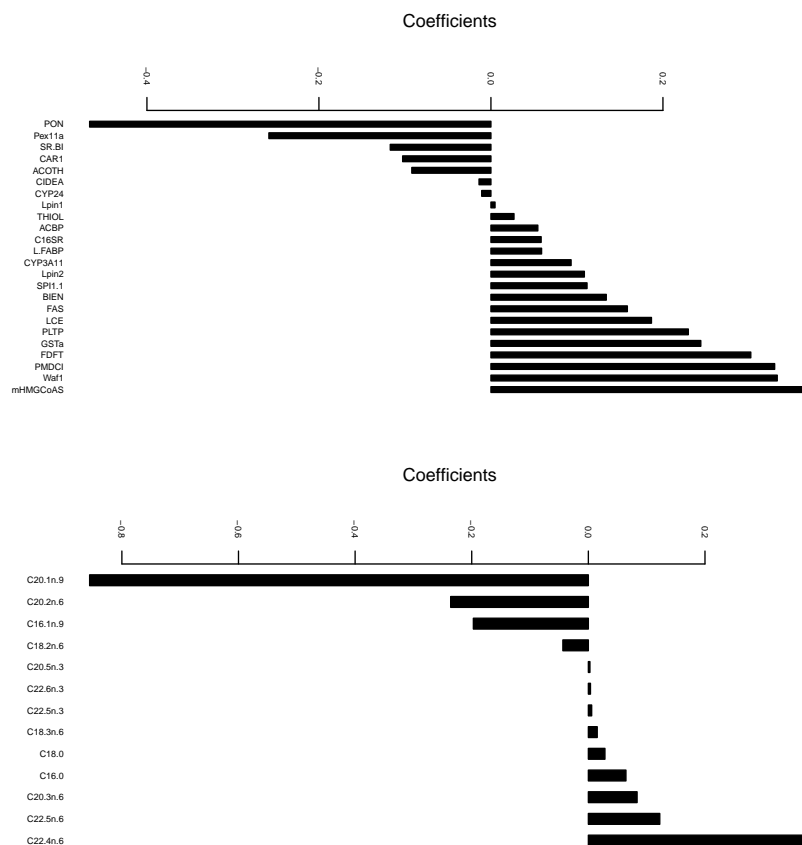 Coefficients
-0.4 -0.2 0.0 0.2
PON
Pex11a
SR.BI
CAR1
ACOTH
CIDEA
CYP24
Lpin1
THIOL
ACBP
C16SR
L.FABP
CYP3A11
Lpin2
SPI1.1
BIEN
FAS
LCE
PLTP
GSTa
FDFT
PMDCI
Waf1
mHMGCoAS
Coefficients
-0.8 -0.6 -0.4 -0.2 0.0 0.2
C20.1n.9
C20.2n.6
C16.1n.9
C18.2n.6
C20.5n.3
C22.6n.3
C22.5n.3
C18.3n.6
C18.0
C16.0
C20.3n.6
C22.5n.6
C22.4n.6